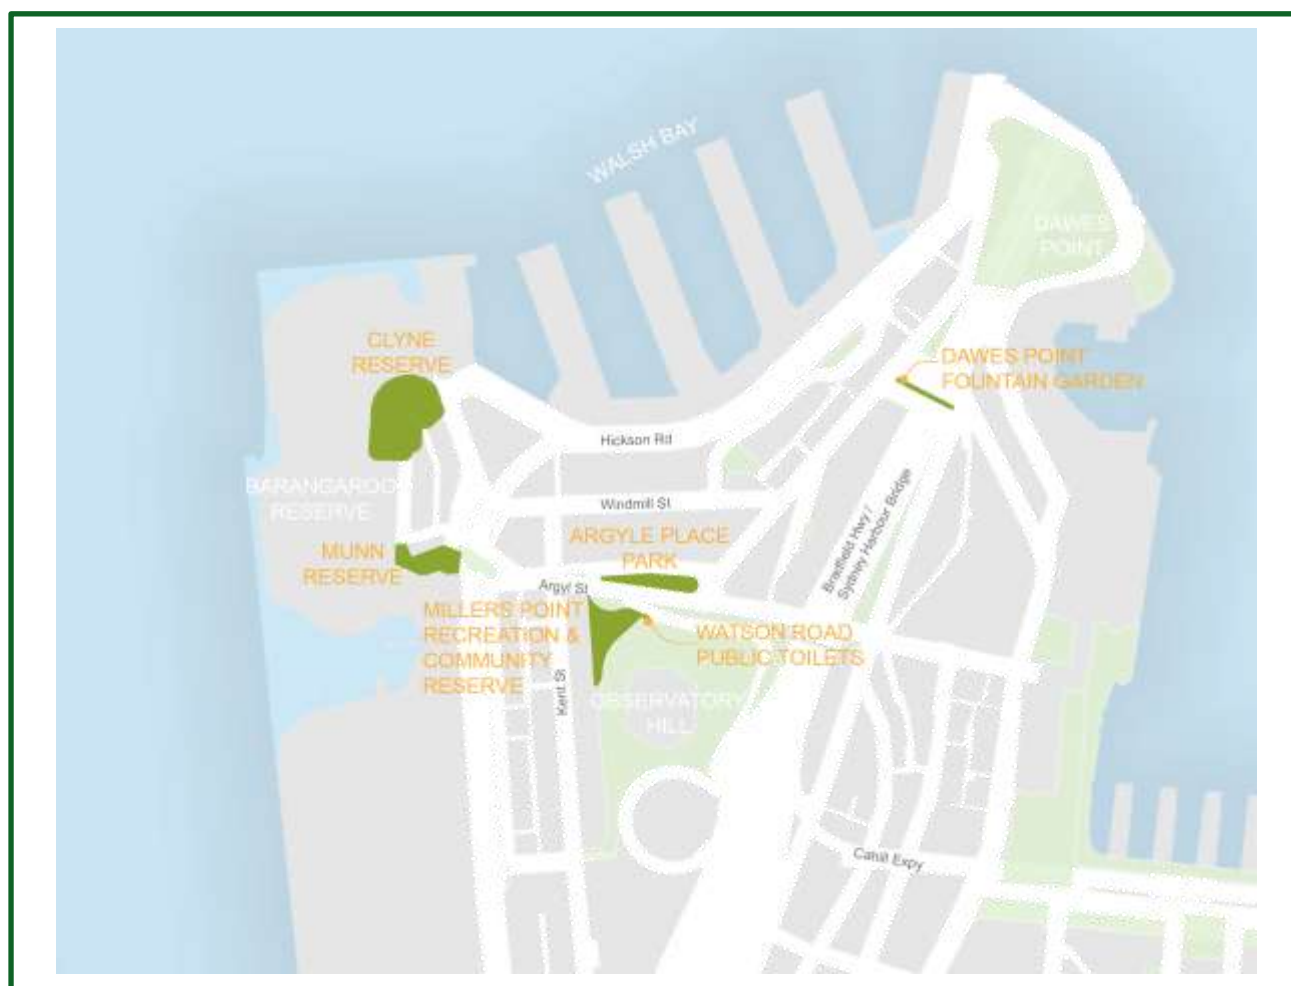 WALSH BAY
DAWES
POINT
CLYNE
RESERVE
DAWES POINT
FOUNTAIN GARDEN
Hickson Rd
BARANGAROO
RESERVE
Windmill St
Bradfield Hwy /
Sydney Harbour Bridge
ARGYLE PLACE
PARK
MUNN
RESERVE
Argyl St
MILLERS POINT
RECREATION &
COMMUNITY
RESERVE
WATSON ROAD
PUBLIC TOILETS
Kent St
OBSERVATORY
HILL
Cahill Expy